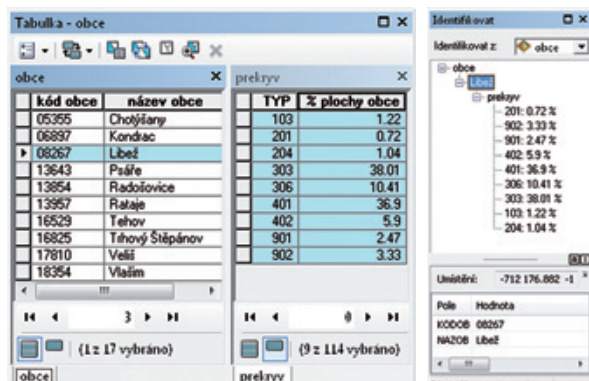 Tabulka - obce
obce
kód obce název obce
05355 Chotýšany
06897 Kondrac
08267 Libež
13643 Psáře
13854 Radošovice
13957 Rataje
16529 Tehov
16825 Trhový Štěpánov
17810 Veliš
18354 Vlašim
3
(1 z 17 vybráno)
obce
prekryv
TYP % plochy obce
103 1.22
201 0.72
204 1.04
303 38.01
306 10.41
401 36.9
402 5.9
901 2.47
902 3.33
0
(9 z 114 vybráno)
prekryv
Identifikovat
Identifikovat z: obce
obce
Libež
prekryv
201: 0.72 %
902: 3.33 %
901: 2.47 %
402: 5.9 %
401: 36.9 %
306: 10.41 %
303: 38.01 %
103: 1.22 %
204: 1.04 %
Umístění: -712 176.882 -1
Pole Hodnota
KODOB 08267
NAZOB Libež